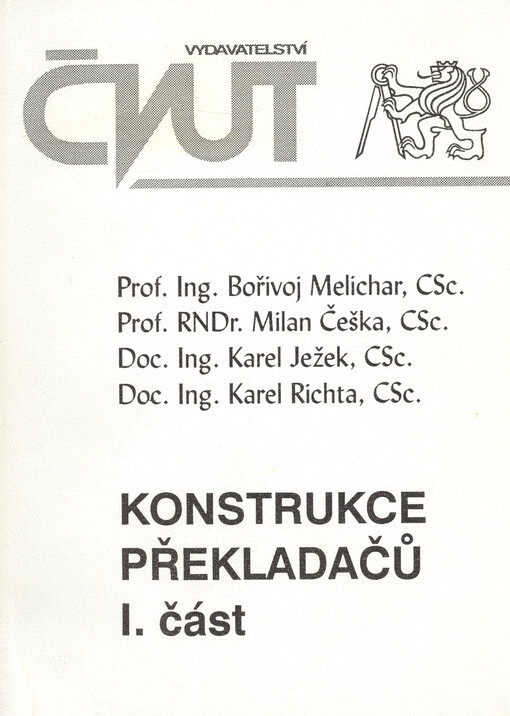 VYDAVATELSTVÍ
ČVUT
Prof. Ing. Bořivoj Melichar, CSc.
Prof. RNDr. Milan Češka, CSc.
Doc. Ing. Karel Ježek, CSc.
Doc. Ing. Karel Richta, CSc.
KONSTRUKCE
PŘEKLADAČŮ
I. část